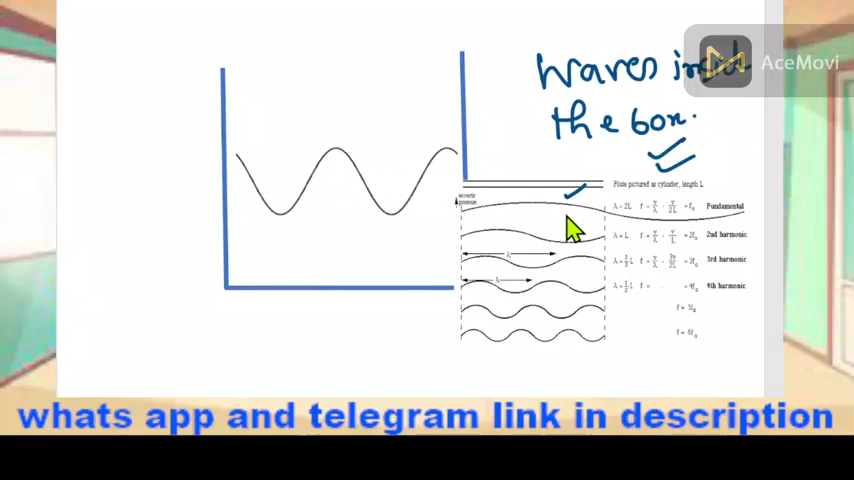 AceMovi
Waves inside
the box.
Flute pictured as cylinder, length L
acoustic
pressure
λ = 2L f = v/λ = v/2L = f₀ Fundamental
λ = L f = v/λ = v/L = 2f₀ 2nd harmonic
λ
λ = 2/3 L f = v/λ = 3v/2L = 3f₀ 3rd harmonic
λ
λ = 1/2 L f = = 4f₀ 4th harmonic
f = 5f₀
f = 6f₀
whats app and telegram link in description